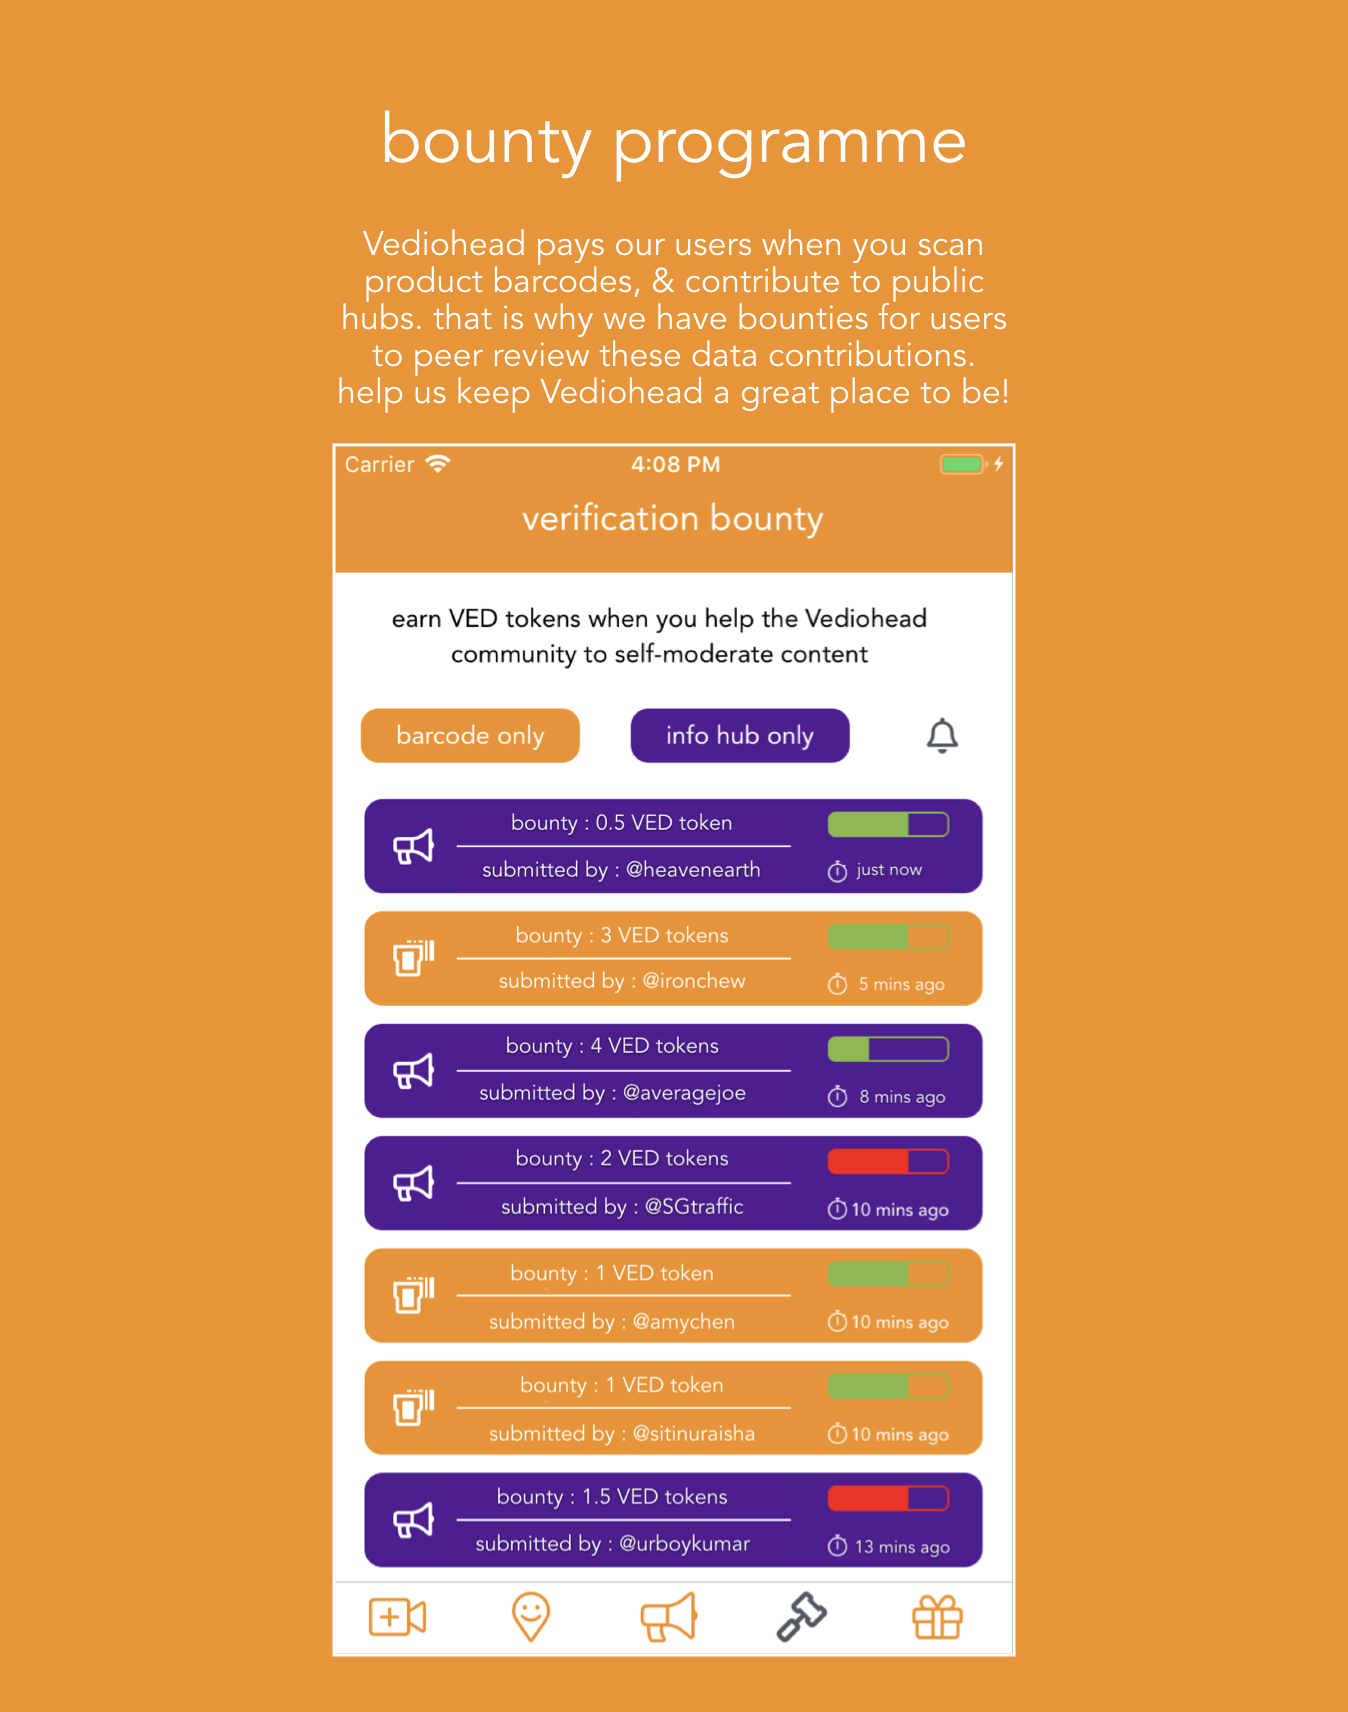 bounty programme
Vediohead pays our users when you scan
product barcodes, & contribute to public
hubs. that is why we have bounties for users
to peer review these data contributions.
help us keep Vediohead a great place to be!
Carrier 4:08 PM
verification bounty
earn VED tokens when you help the Vediohead
community to self-moderate content
barcode only info hub only
bounty : 0.5 VED token
submitted by : @heavenearth just now
bounty : 3 VED tokens
submitted by : @ironchew 5 mins ago
bounty : 4 VED tokens
submitted by : @averagejoe 8 mins ago
bounty : 2 VED tokens
submitted by : @SGtraffic 10 mins ago
bounty : 1 VED token
submitted by : @amychen 10 mins ago
bounty : 1 VED token
submitted by : @sitinuraisha 10 mins ago
bounty : 1.5 VED tokens
submitted by : @urboykumar 13 mins ago